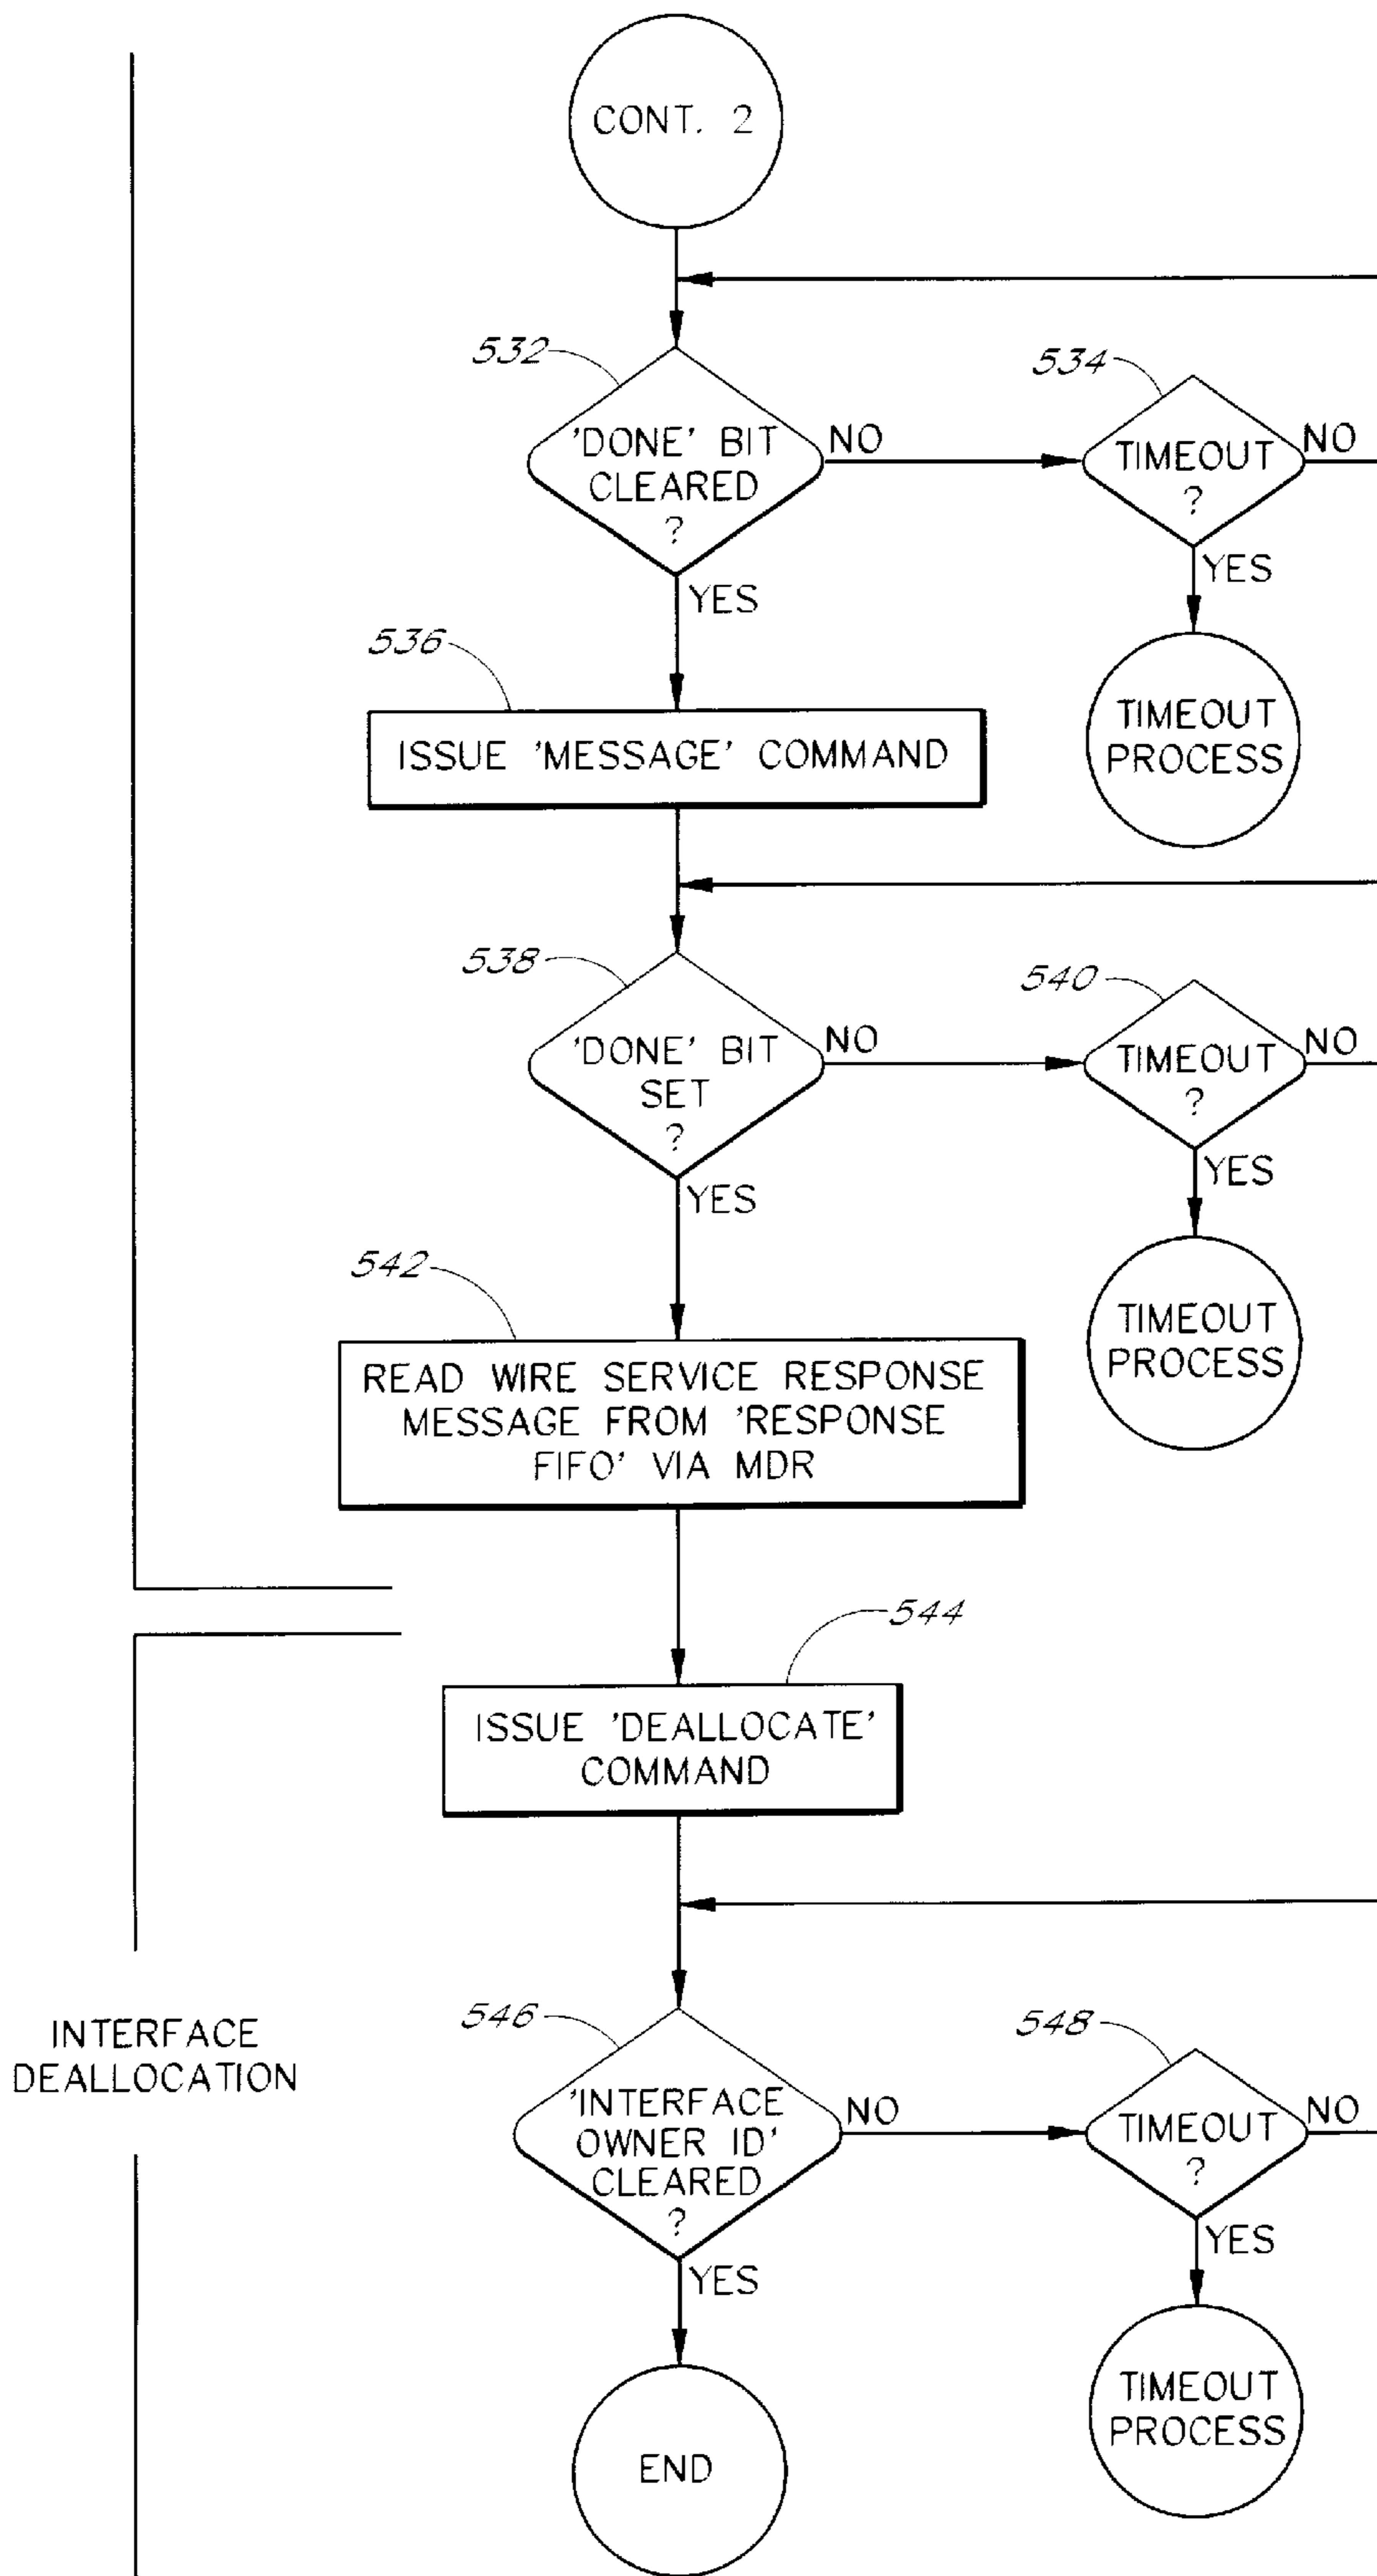 CONT. 2
532
'DONE' BIT
CLEARED
?
NO
534
TIMEOUT
?
NO
YES
YES
TIMEOUT
PROCESS
536
ISSUE 'MESSAGE' COMMAND
538
'DONE' BIT
SET
?
NO
540
TIMEOUT
?
NO
YES
YES
TIMEOUT
PROCESS
542
READ WIRE SERVICE RESPONSE
MESSAGE FROM 'RESPONSE
FIFO' VIA MDR
544
ISSUE 'DEALLOCATE'
COMMAND
INTERFACE
DEALLOCATION
546
'INTERFACE
OWNER ID'
CLEARED
?
NO
548
TIMEOUT
?
NO
YES
YES
TIMEOUT
PROCESS
END